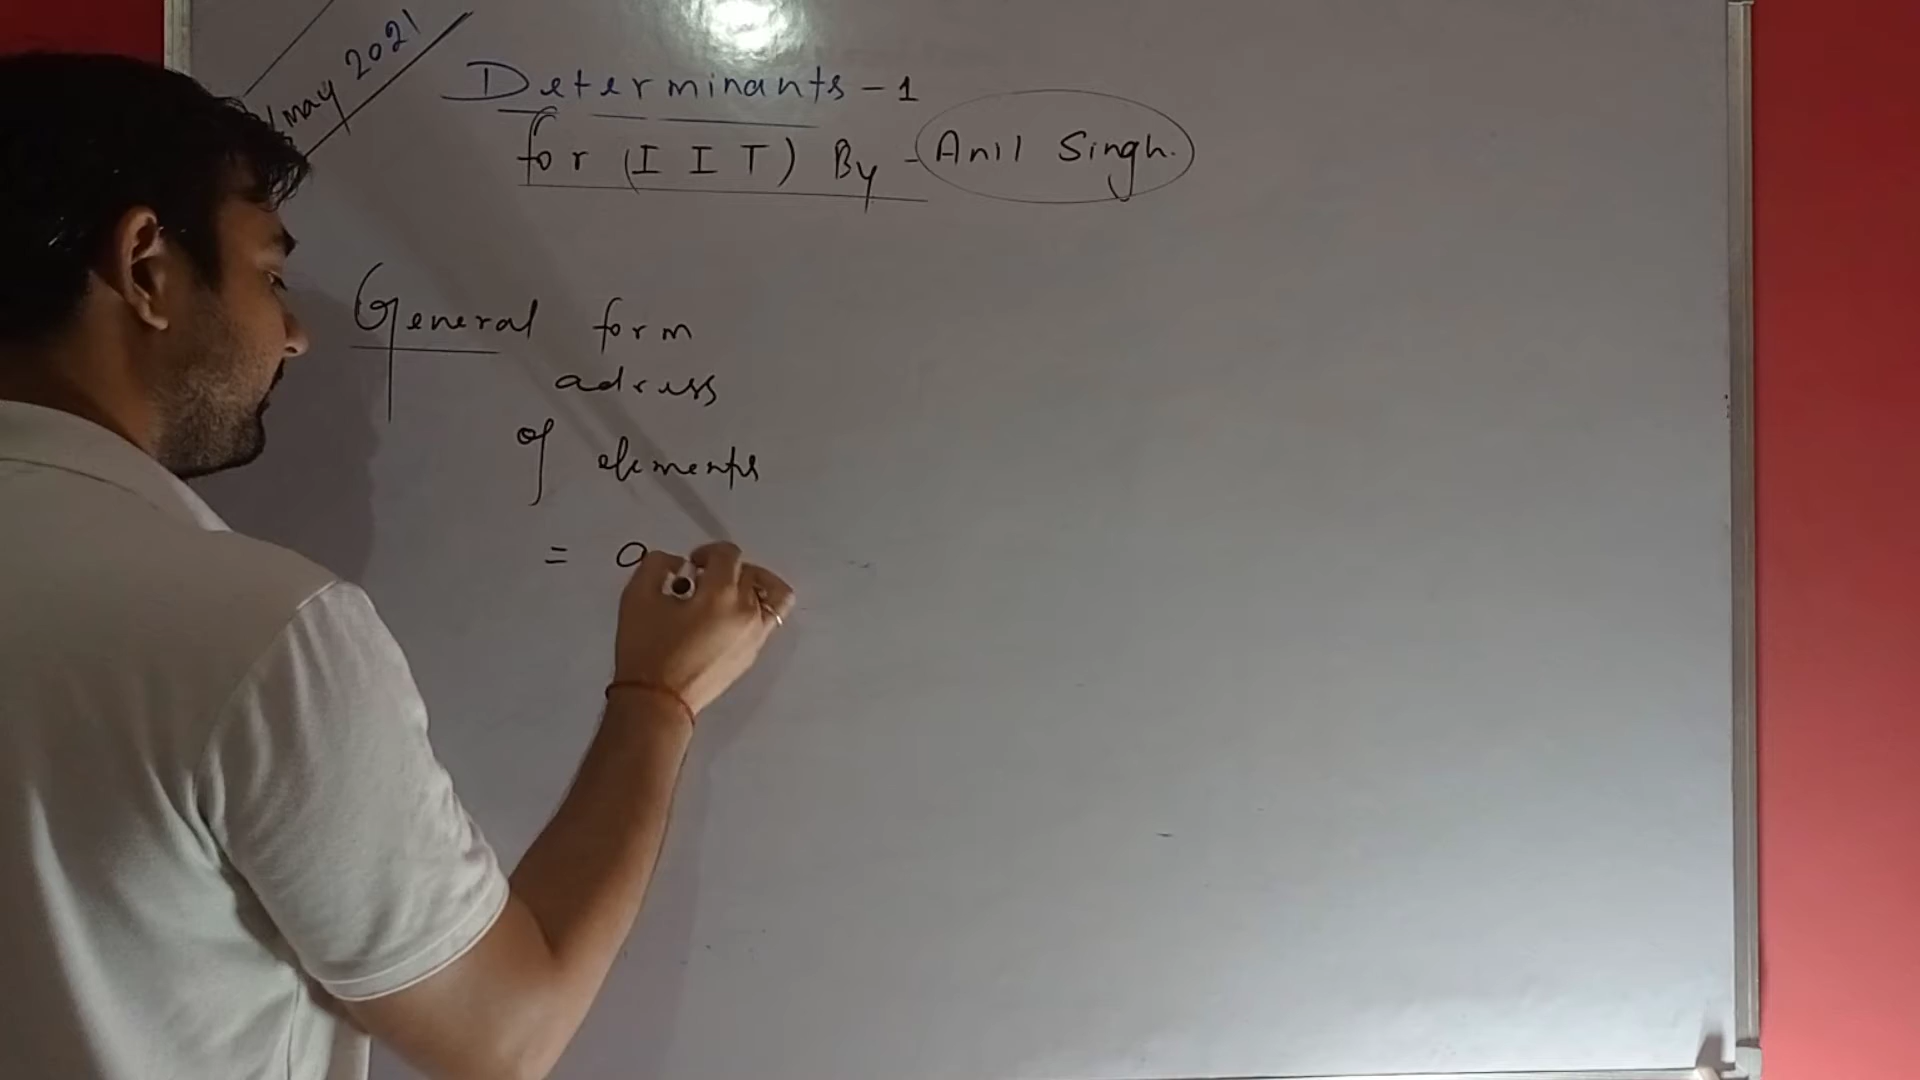 may 2021
Determinants - 1
for (I I T) By - Anil Singh.
General form
adress
of elements
= a